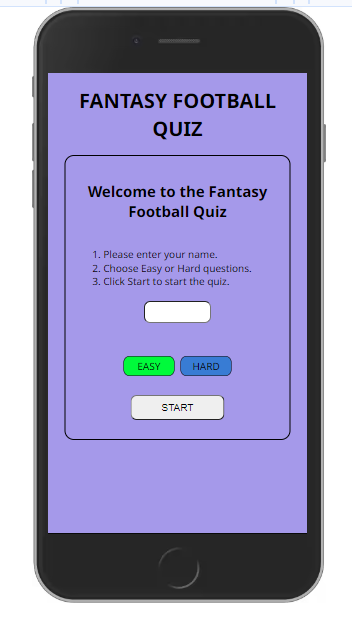 FANTASY FOOTBALL
QUIZ
Welcome to the Fantasy
Football Quiz
1. Please enter your name.
2. Choose Easy or Hard questions.
3. Click Start to start the quiz.
EASY HARD
START